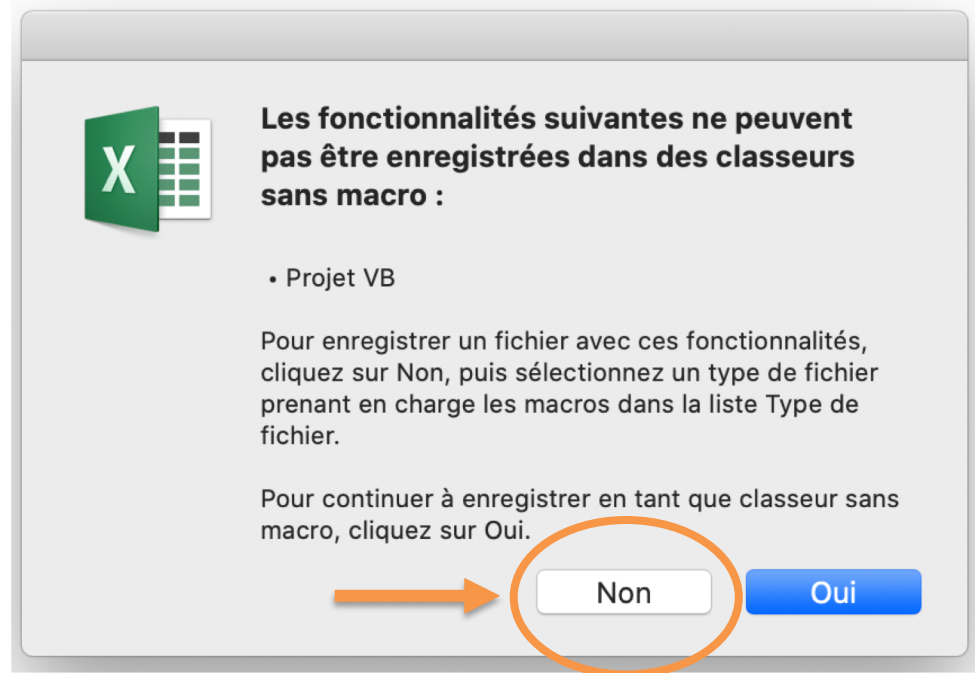 Les fonctionnalités suivantes ne peuvent
pas être enregistrées dans des classeurs
sans macro :
• Projet VB
Pour enregistrer un fichier avec ces fonctionnalités,
cliquez sur Non, puis sélectionnez un type de fichier
prenant en charge les macros dans la liste Type de
fichier.
Pour continuer à enregistrer en tant que classeur sans
macro, cliquez sur Oui.
Non
Oui